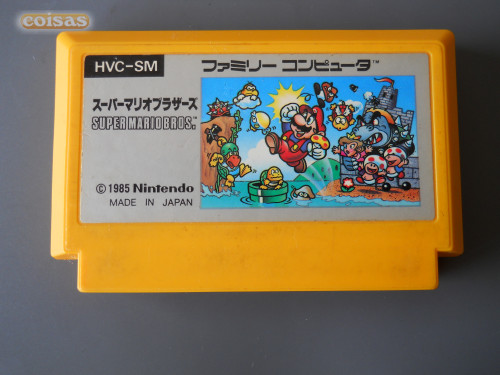 coisas
HVC-SM
ファミリー コンピュータ™
スーパーマリオブラザーズ
SUPER MARIO BROS.
©1985 Nintendo
MADE IN JAPAN